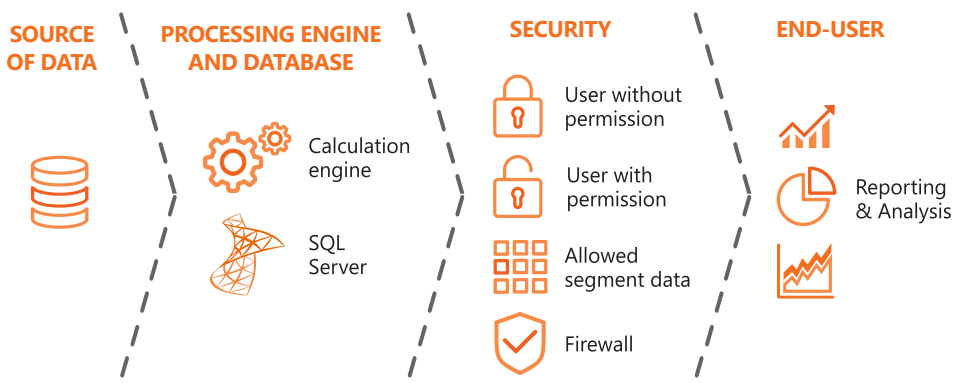 SOURCE
OF DATA
PROCESSING ENGINE
AND DATABASE
Calculation
engine
SQL
Server
SECURITY
User without
permission
User with
permission
Allowed
segment data
Firewall
END-USER
Reporting
& Analysis